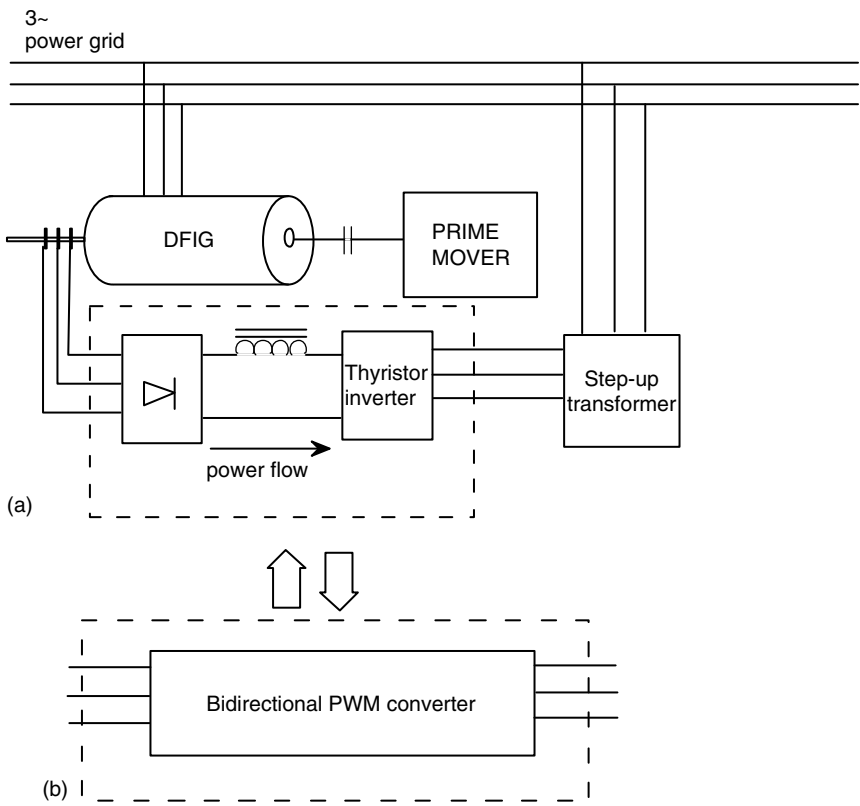 3~
power grid
DFIG
PRIME
MOVER
Thyristor
inverter
Step-up
transformer
power flow
(a)
Bidirectional PWM converter
(b)